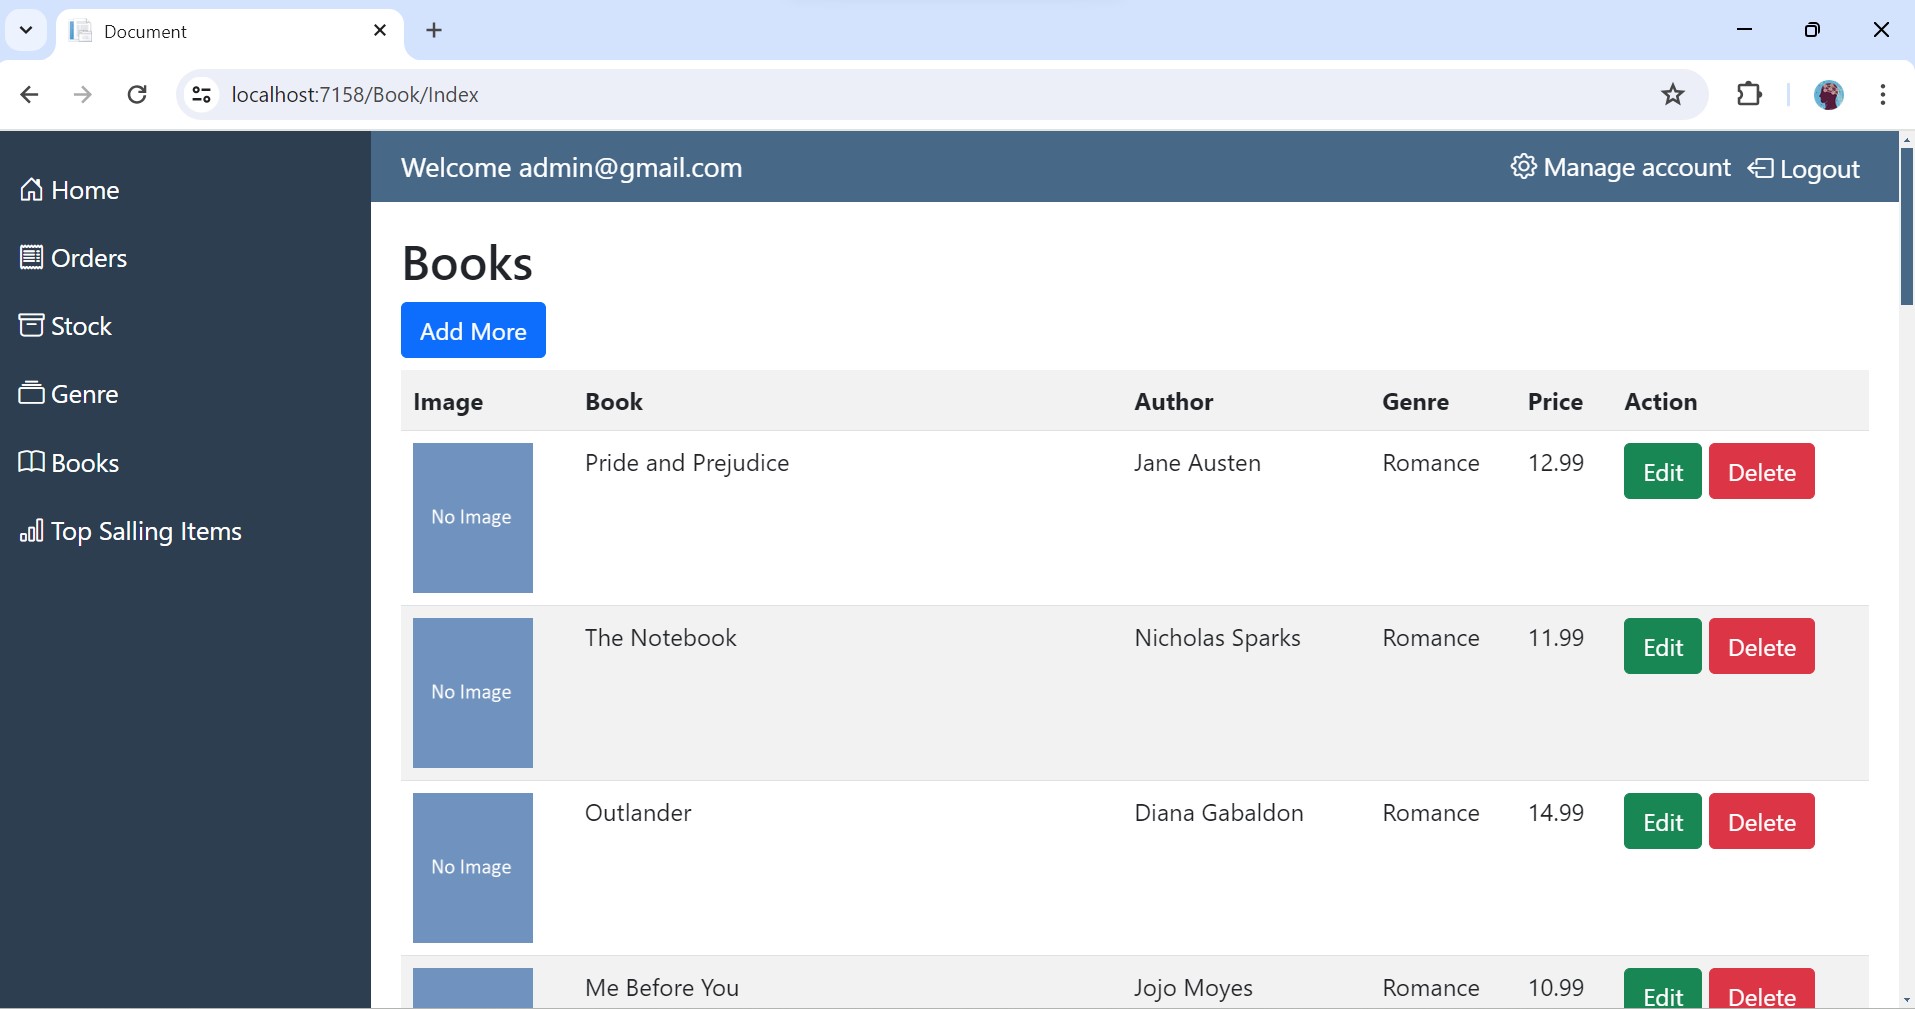 Document
localhost:7158/Book/Index
Welcome admin@gmail.com
Manage account
Logout
Home
Orders
Stock
Genre
Books
Top Salling Items
Books
Add More
Image Book Author Genre Price Action
No Image Pride and Prejudice Jane Austen Romance 12.99 Edit Delete
No Image The Notebook Nicholas Sparks Romance 11.99 Edit Delete
No Image Outlander Diana Gabaldon Romance 14.99 Edit Delete
Me Before You Jojo Moyes Romance 10.99 Edit Delete